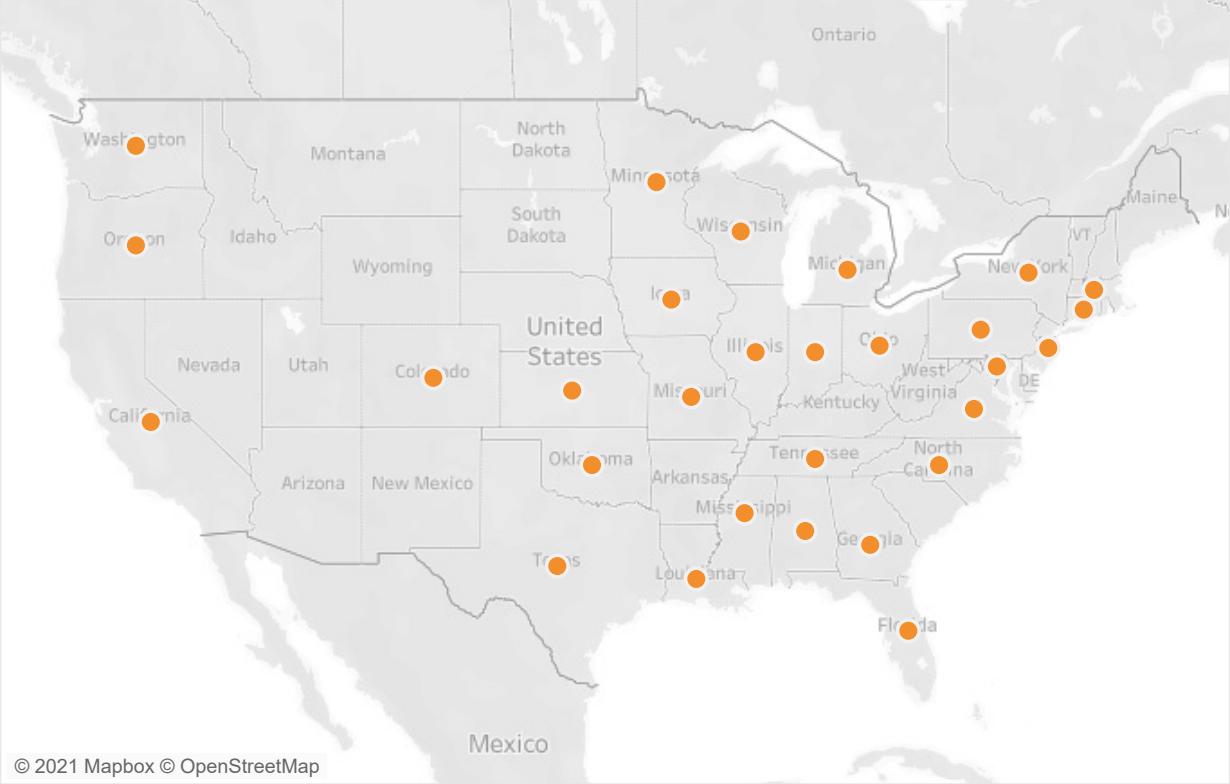 Ontario
Washington
Montana
North
Dakota
Minnesota
Maine
Oregon
Idaho
South
Dakota
Wisconsin
VT
N
Wyoming
Michigan
New York
Iowa
United
States
Nevada
Utah
Colorado
Illinois
Ohio
West
Virginia
DE
California
Missouri
Kentucky
Arizona
New Mexico
Oklahoma
Arkansas
Tennessee
North
Carolina
Mississippi
Texas
Louisiana
Georgia
Florida
Mexico
© 2021 Mapbox © OpenStreetMap